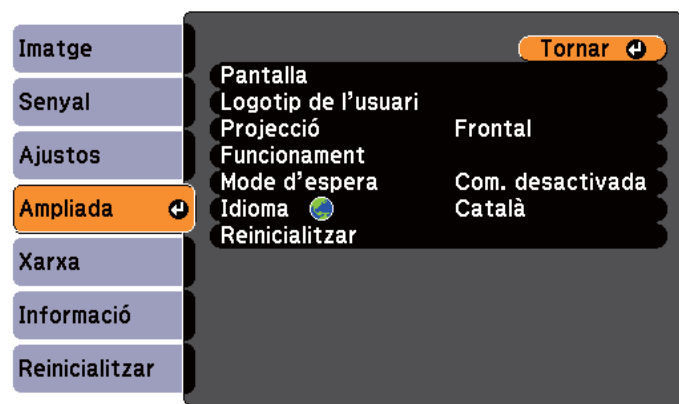 Imatge
Senyal
Ajustos
Ampliada
Xarxa
Informació
Reinicialitzar
Tornar
Pantalla
Logotip de l'usuari
Projecció Frontal
Funcionament
Mode d'espera Com. desactivada
Idioma Català
Reinicialitzar